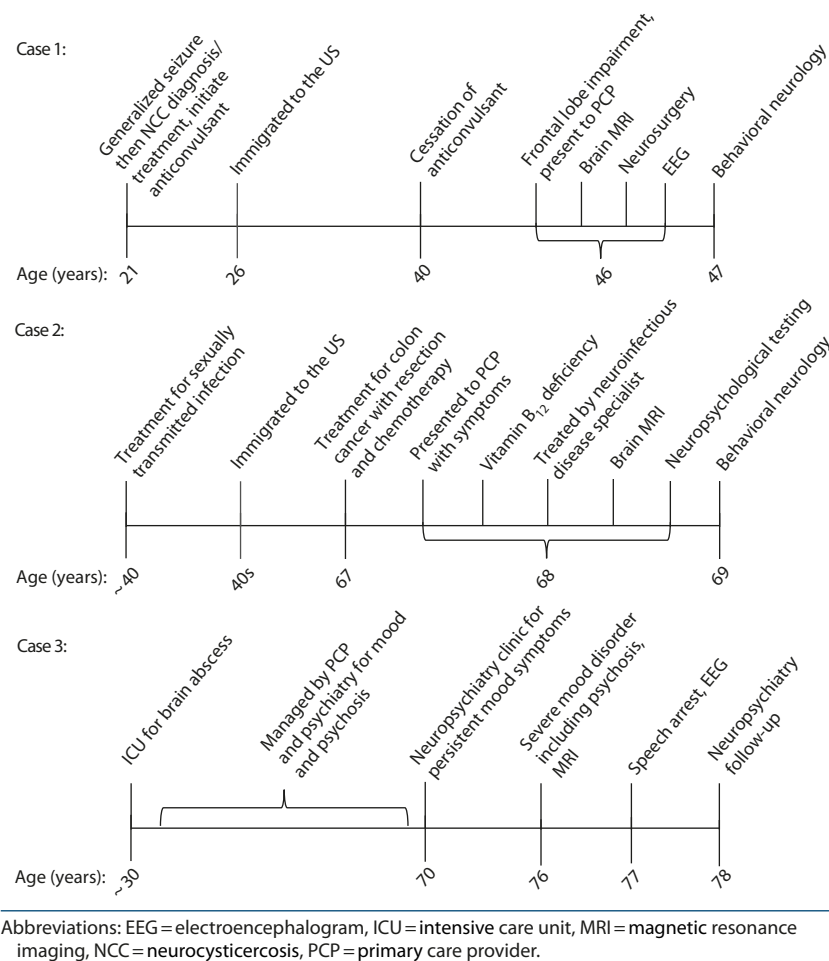 Case 1:
Generalized seizure
then NCC diagnosis/
treatment, initiate
anticonvulsant
Immigrated to the US
Cessation of
anticonvulsant
Frontal lobe impairment,
present to PCP
Brain MRI
Neurosurgery
EEG
Behavioral neurology
Age (years): 21 26 40 46 47
Case 2:
Treatment for sexually
transmitted infection
Immigrated to the US
Treatment for colon
cancer with resection
and chemotherapy
Presented to PCP
with symptoms
Vitamin B₁₂ deficiency
Treated by neuroinfectious
disease specialist
Brain MRI
Neuropsychological testing
Behavioral neurology
Age (years): ~40 40s 67 68 69
Case 3:
ICU for brain abscess
Managed by PCP
and psychiatry for mood
and psychosis
Neuropsychiatry clinic for
persistent mood symptoms
Severe mood disorder
including psychosis,
MRI
Speech arrest, EEG
Neuropsychiatry
follow-up
Age (years): ~30 70 76 77 78
Abbreviations: EEG = electroencephalogram, ICU = intensive care unit, MRI = magnetic resonance
imaging, NCC = neurocysticercosis, PCP = primary care provider.